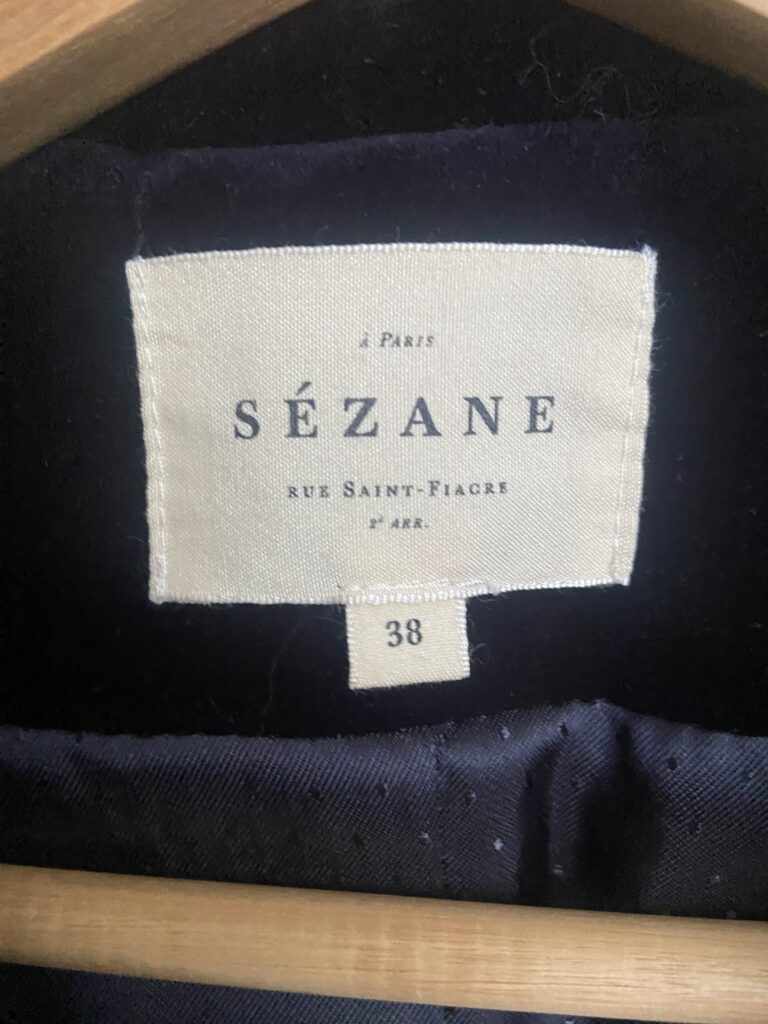 à Paris
SÉZANE
RUE SAINT-FIACRE
2e ARR.
38